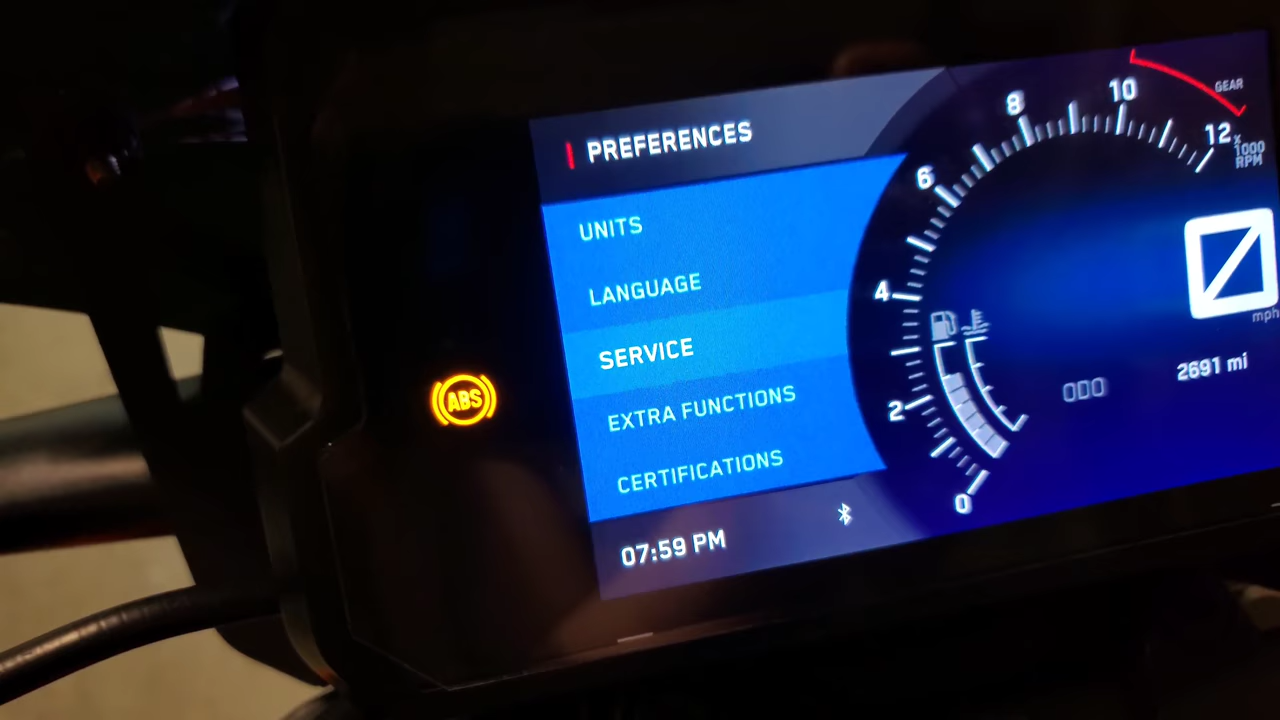 PREFERENCES
UNITS
LANGUAGE
SERVICE
EXTRA FUNCTIONS
CERTIFICATIONS
07:59 PM
ABS
0
2
4
6
8
10
12
x
1000
RPM
GEAR
0
mph
2691 mi
ODO